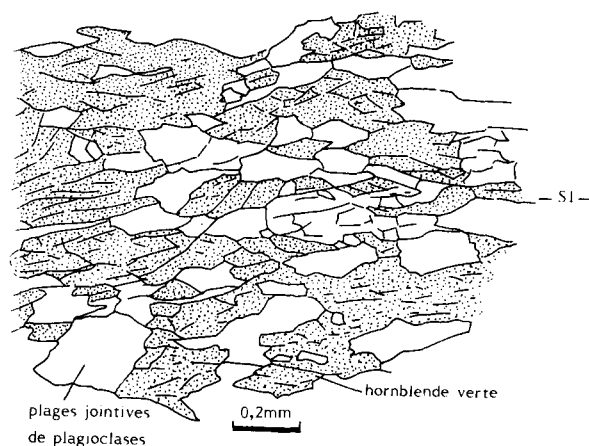 — S1 —
hornblende verte
plages jointives
de plagioclases
0,2mm